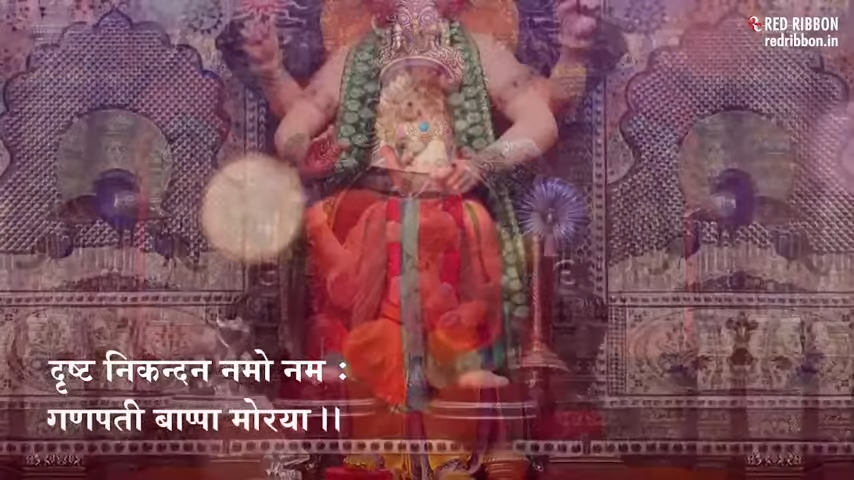 RED RIBBON
redribbon.in
दृष्ट निकन्दन नमो नम :
गणपती बाप्पा मोरया।।